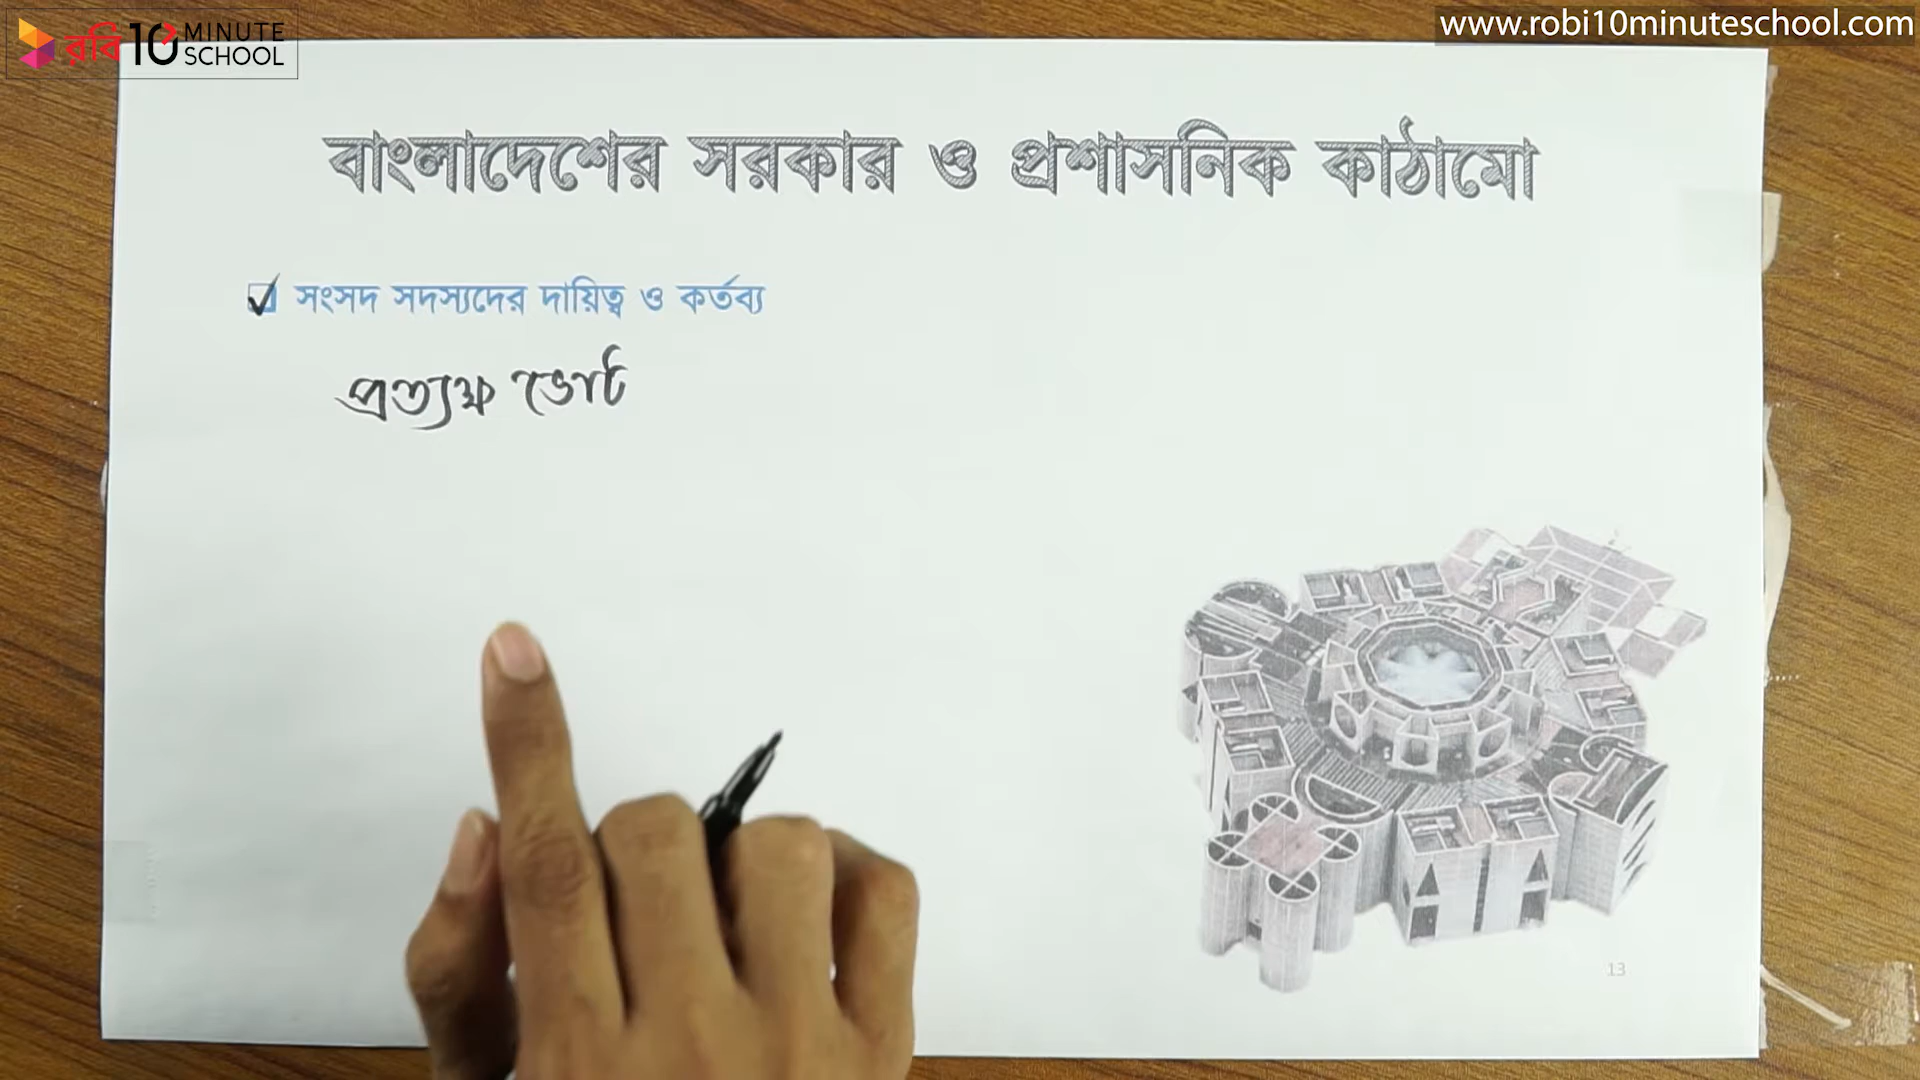 রবি 10 MINUTE SCHOOL
www.robi10minuteschool.com
বাংলাদেশের সরকার ও প্রশাসনিক কাঠামো
সংসদ সদস্যদের দায়িত্ব ও কর্তব্য
প্রত্যক্ষ ভোট
13